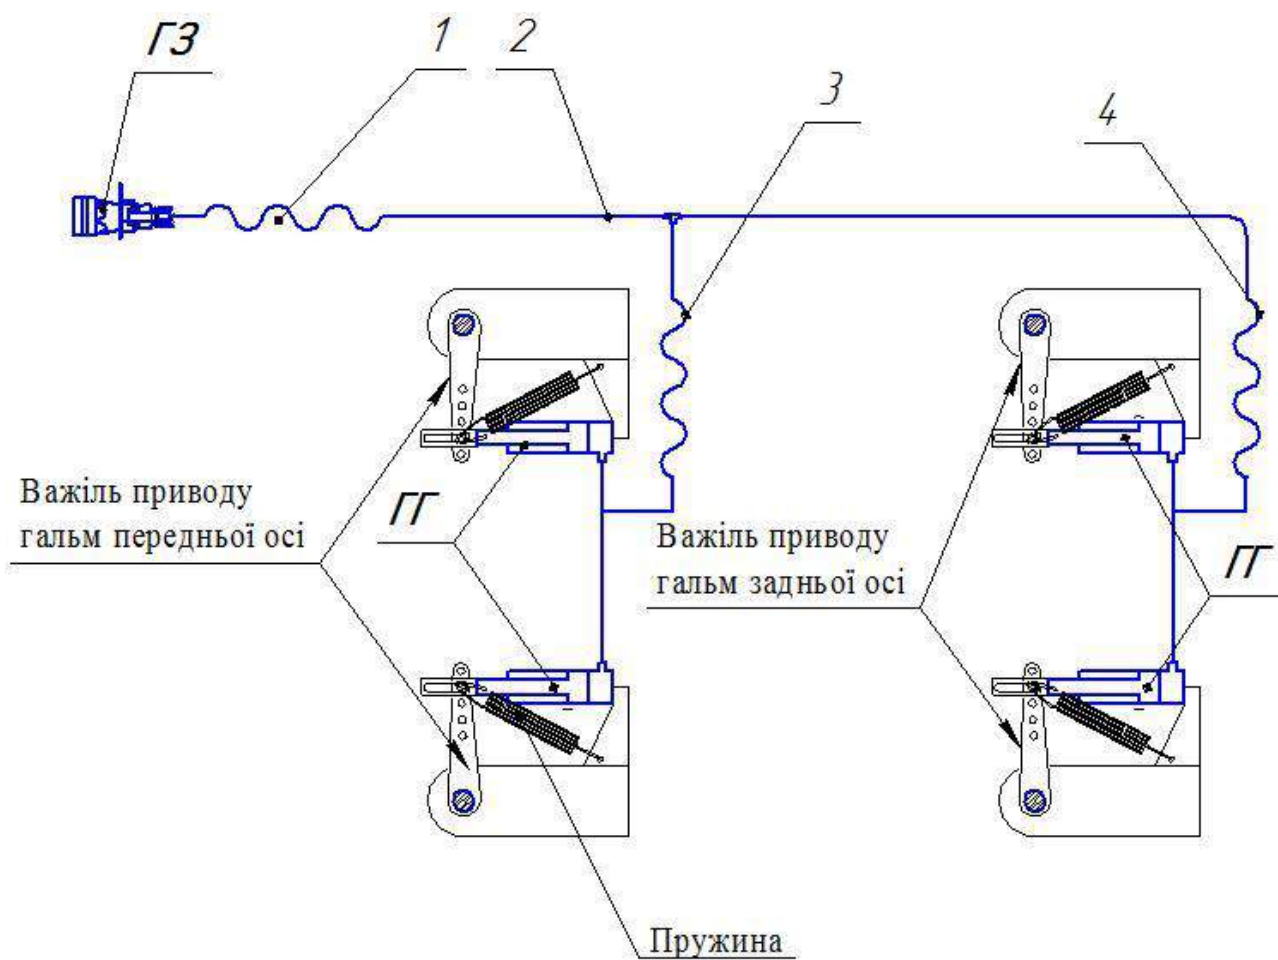 ГЗ
1
2
3
4
Важіль приводу
гальм передньої осі
ГГ
Важіль приводу
гальм задньої осі
ГГ
Пружина